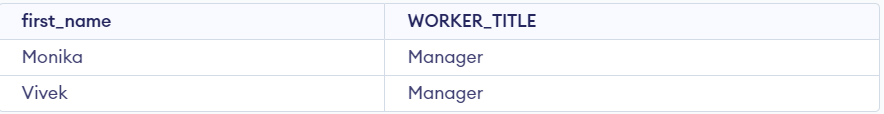 first_name WORKER_TITLE
Monika Manager
Vivek Manager